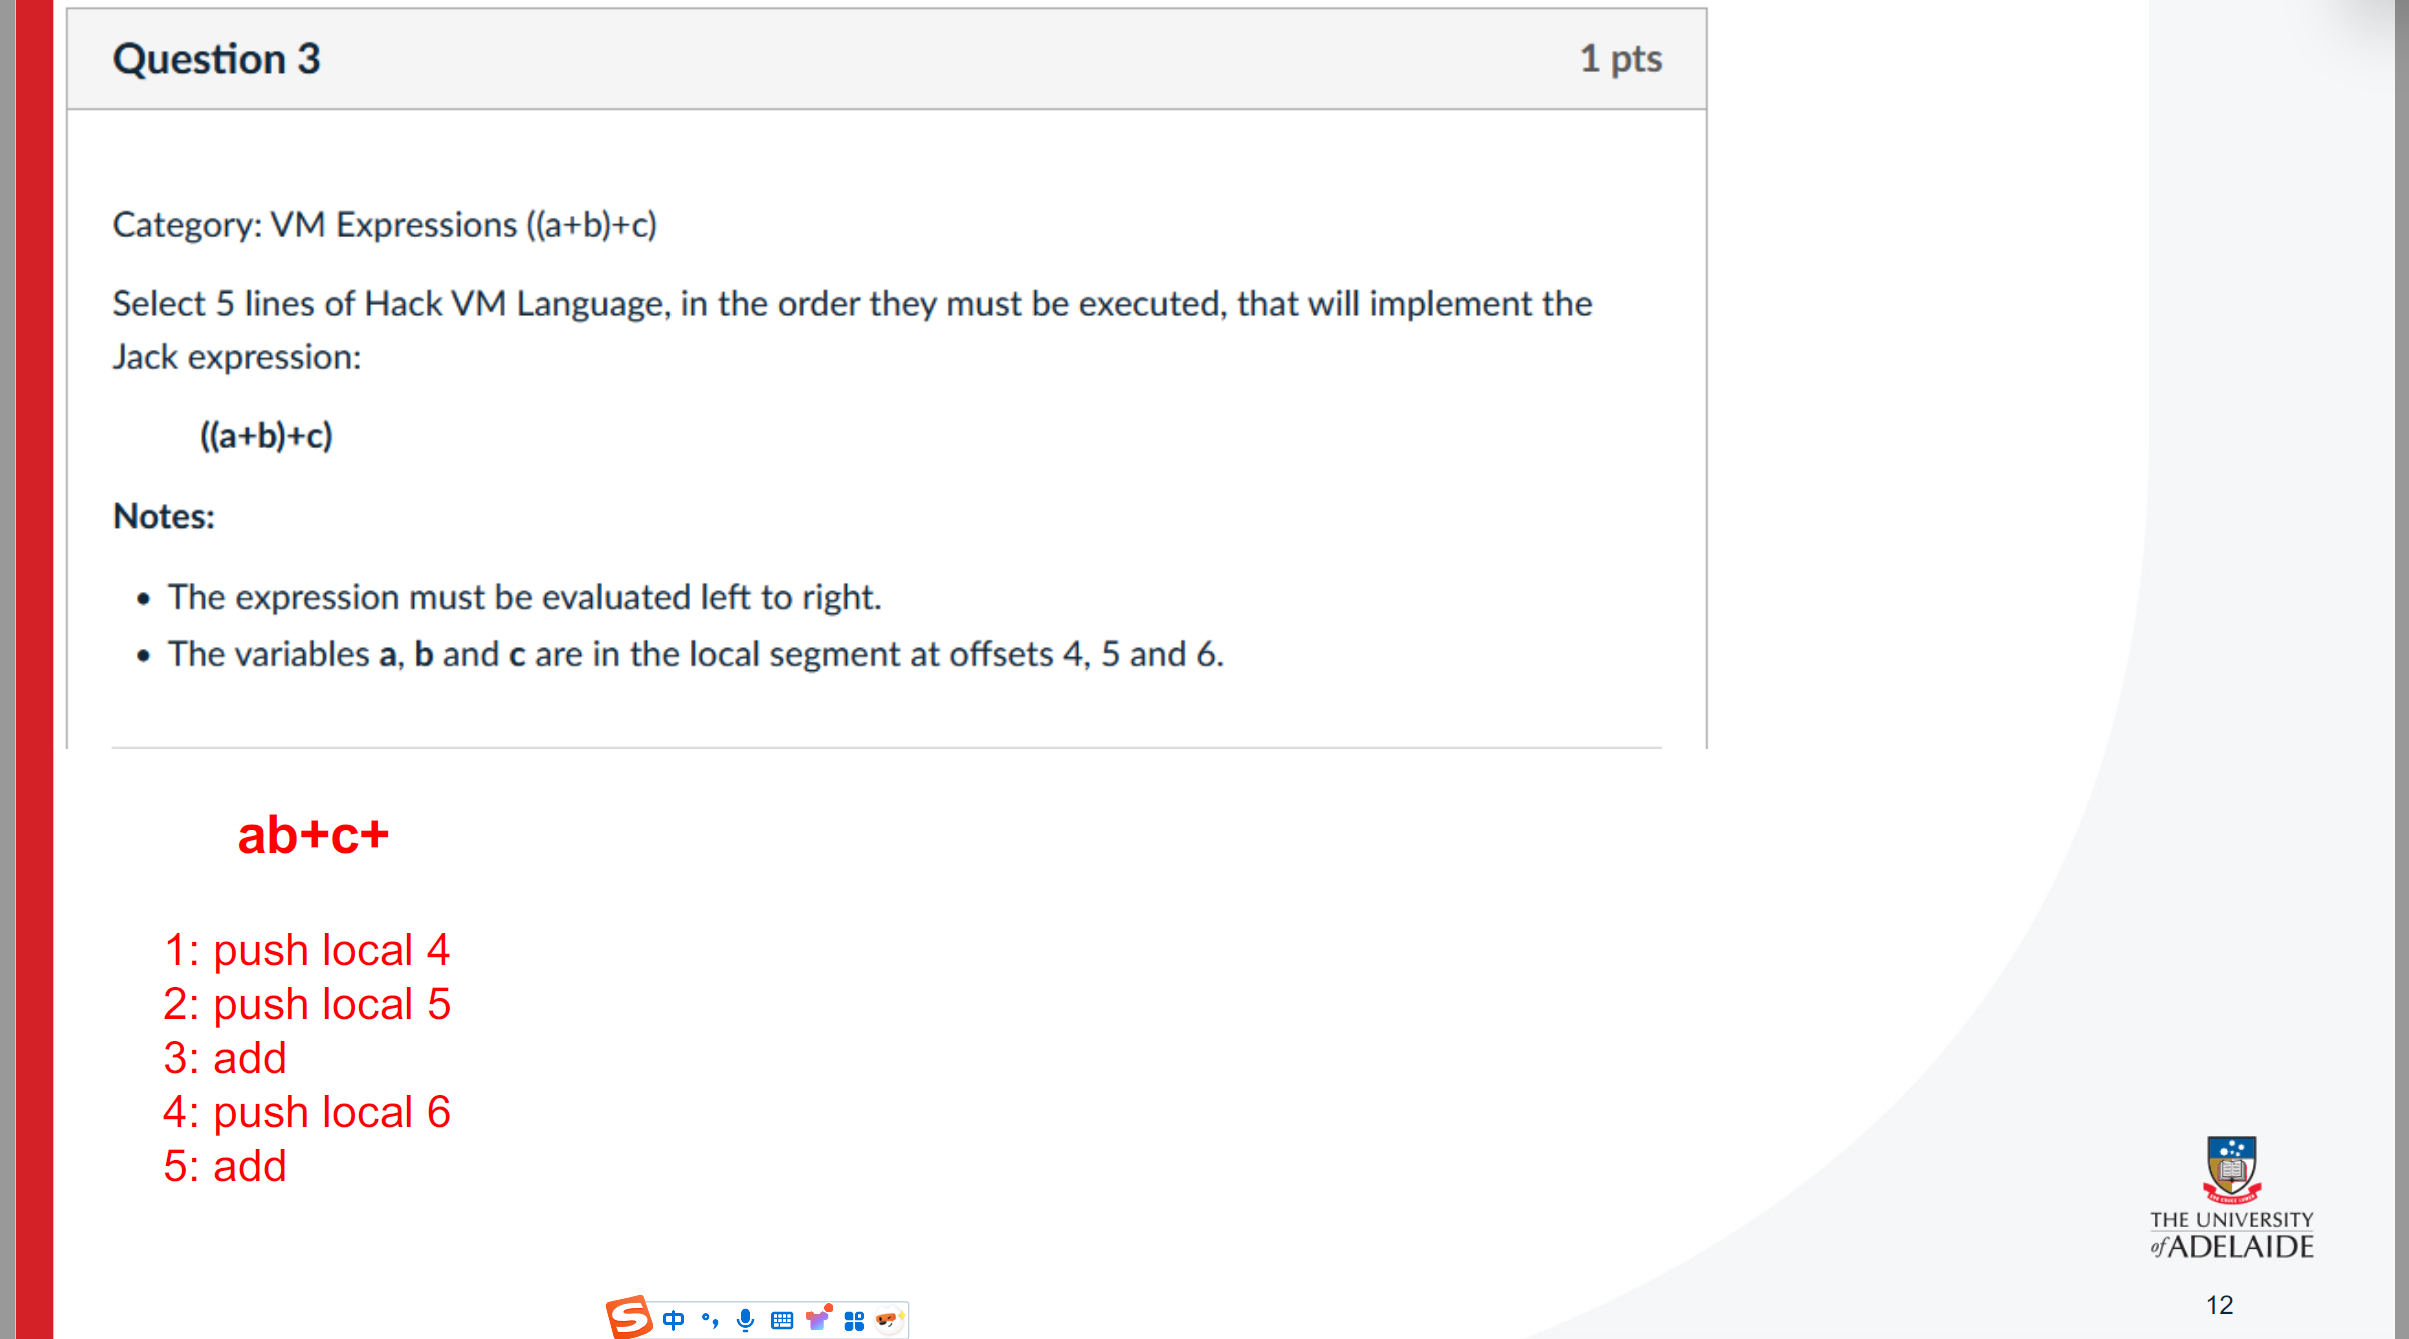 Question 3
1 pts
Category: VM Expressions ((a+b)+c)
Select 5 lines of Hack VM Language, in the order they must be executed, that will implement the
Jack expression:
((a+b)+c)
Notes:
• The expression must be evaluated left to right.
• The variables a, b and c are in the local segment at offsets 4, 5 and 6.
ab+c+
1: push local 4
2: push local 5
3: add
4: push local 6
5: add
THE UNIVERSITY
of ADELAIDE
12
S 中